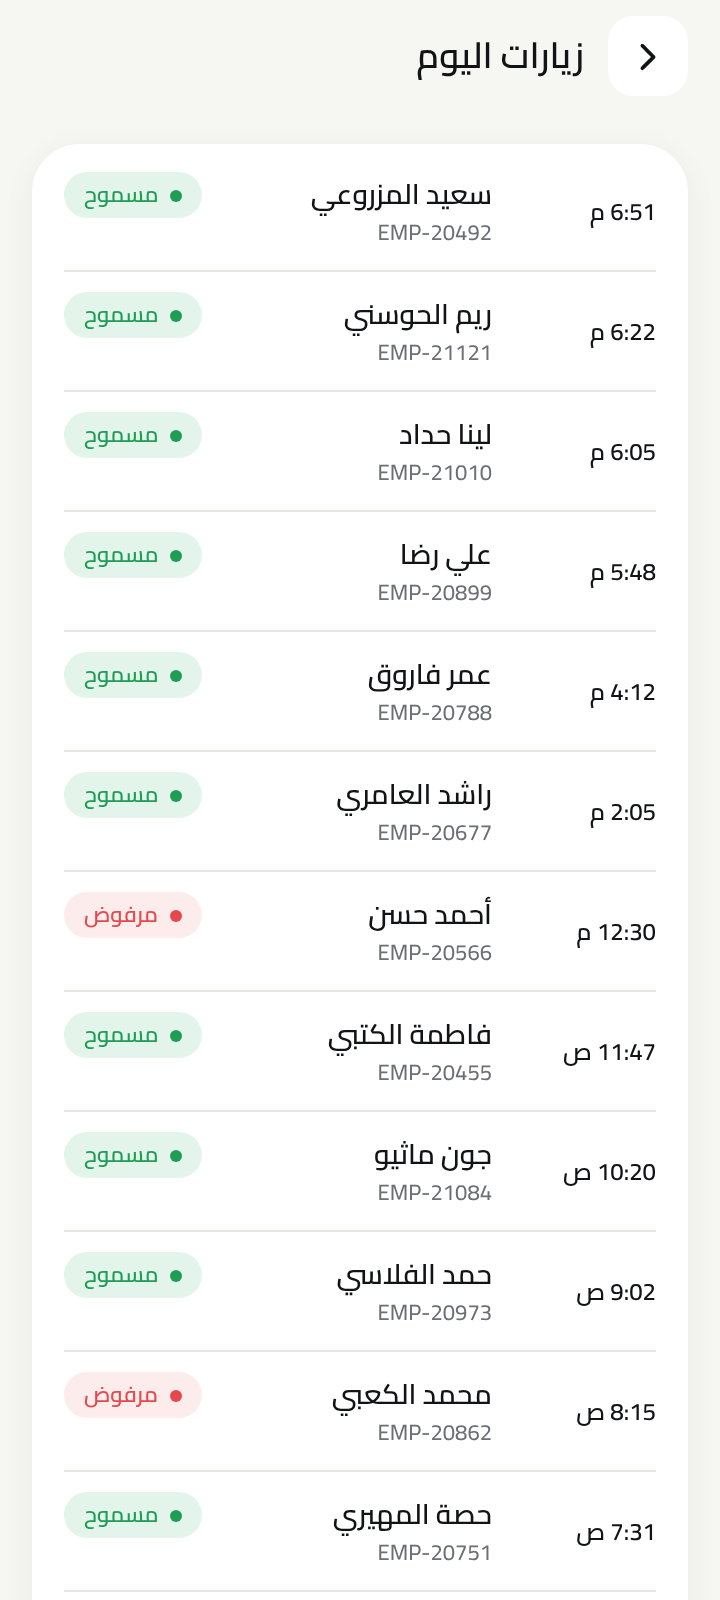 زيارات اليوم
6:51 م
سعيد المزروعي
مسموح
EMP-20492
6:22 م
ريم الحوسني
مسموح
EMP-21121
6:05 م
لينا حداد
مسموح
EMP-21010
5:48 م
علي رضا
مسموح
EMP-20899
4:12 م
عمر فاروق
مسموح
EMP-20788
2:05 م
راشد العامري
مسموح
EMP-20677
12:30 م
أحمد حسن
مرفوض
EMP-20566
11:47 ص
فاطمة الكتبي
مسموح
EMP-20455
10:20 ص
جون ماثيو
مسموح
EMP-21084
9:02 ص
حمد الفلاسي
مسموح
EMP-20973
8:15 ص
محمد الكعبي
مرفوض
EMP-20862
7:31 ص
حصة المهيري
مسموح
EMP-20751